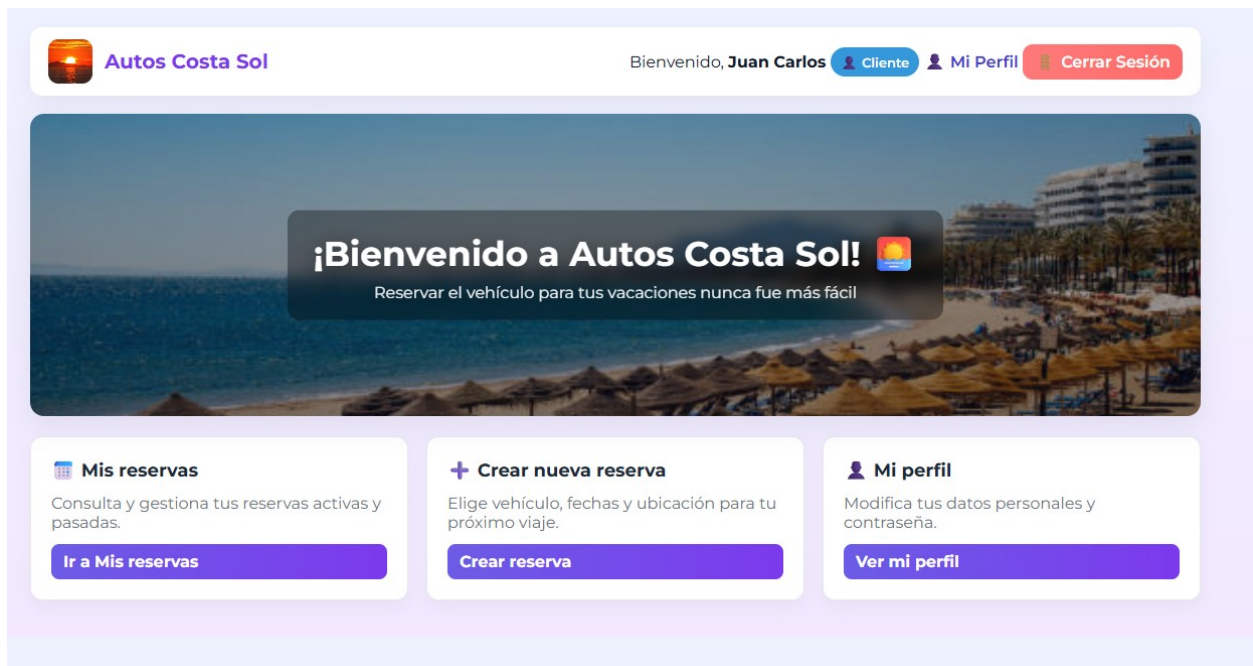 Autos Costa Sol
Bienvenido, Juan Carlos Cliente Mi Perfil Cerrar Sesión
¡Bienvenido a Autos Costa Sol!
Reservar el vehículo para tus vacaciones nunca fue más fácil
Mis reservas
Consulta y gestiona tus reservas activas y
pasadas.
Ir a Mis reservas
Crear nueva reserva
Elige vehículo, fechas y ubicación para tu
próximo viaje.
Crear reserva
Mi perfil
Modifica tus datos personales y
contraseña.
Ver mi perfil